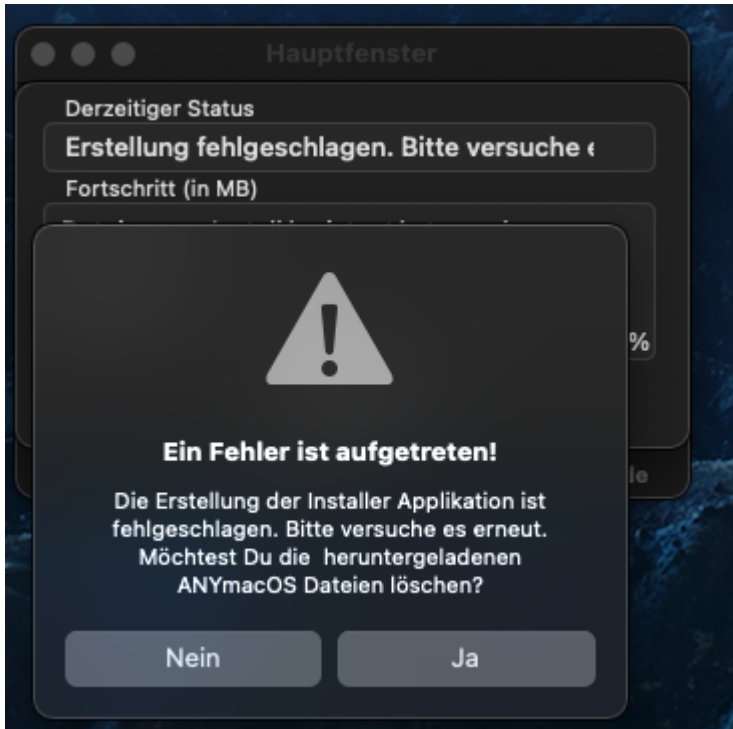 Hauptfenster
Derzeitiger Status
Erstellung fehlgeschlagen. Bitte versuche e
Fortschritt (in MB)
%
Ein Fehler ist aufgetreten!
Die Erstellung der Installer Applikation ist
fehlgeschlagen. Bitte versuche es erneut.
Möchtest Du die heruntergeladenen
ANYmacOS Dateien löschen?
le
Nein
Ja